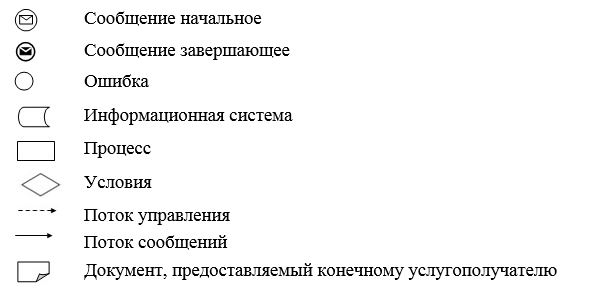 Сообщение начальное
Сообщение завершающее
Ошибка
Информационная система
Процесс
Условия
Поток управления
Поток сообщений
Документ, предоставляемый конечному услугополучателю